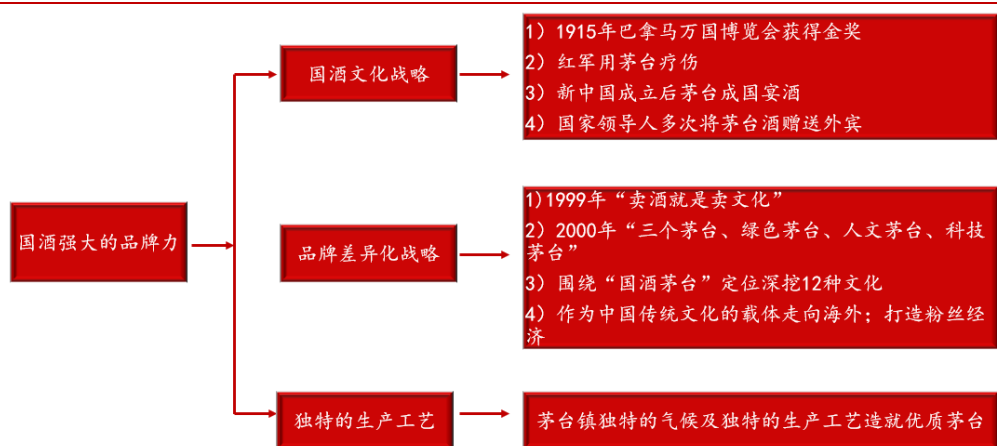 国酒强大的品牌力
国酒文化战略
1）1915年巴拿马万国博览会获得金奖
2）红军用茅台疗伤
3）新中国成立后茅台成国宴酒
4）国家领导人多次将茅台酒赠送外宾
品牌差异化战略
1)1999年“卖酒就是卖文化”
2）2000年“三个茅台、绿色茅台、人文茅台、科技
茅台”
3）围绕“国酒茅台”定位深挖12种文化
4）作为中国传统文化的载体走向海外；打造粉丝经
济
独特的生产工艺
茅台镇独特的气候及独特的生产工艺造就优质茅台